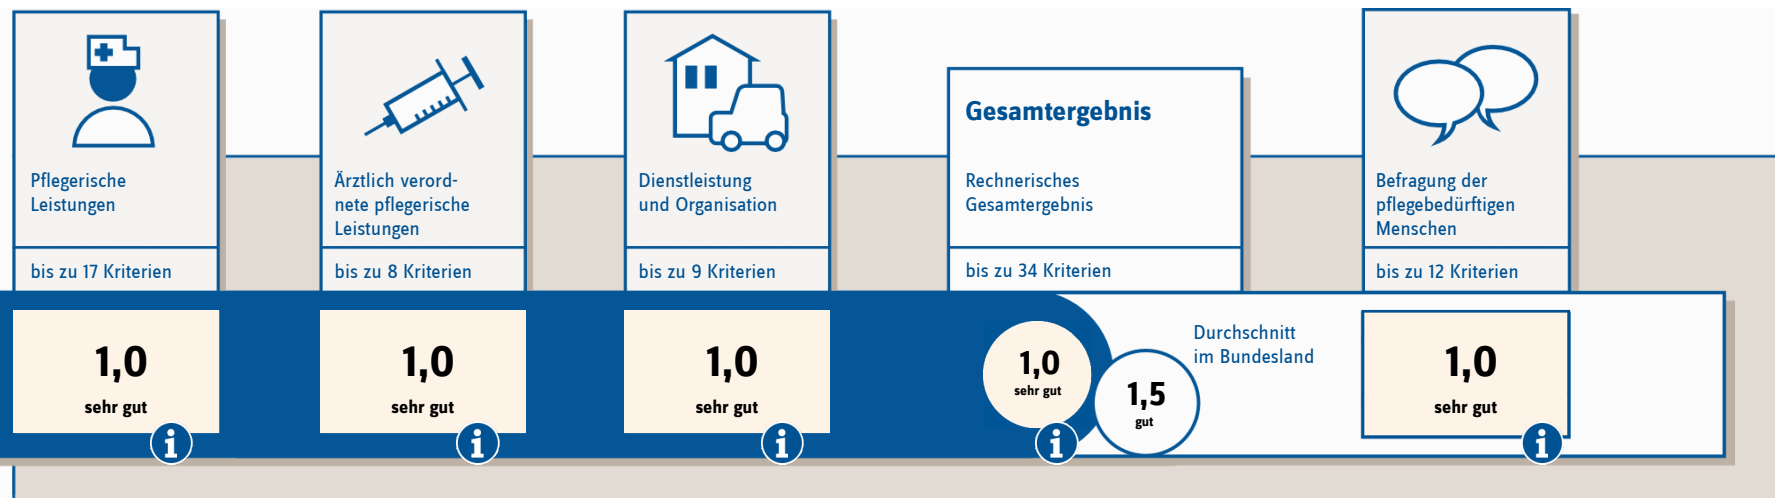 Pflegerische
Leistungen
bis zu 17 Kriterien
1,0
sehr gut
i
Ärztlich verord-
nete pflegerische
Leistungen
bis zu 8 Kriterien
1,0
sehr gut
i
Dienstleistung
und Organisation
bis zu 9 Kriterien
1,0
sehr gut
i
Gesamtergebnis
Rechnerisches
Gesamtergebnis
bis zu 34 Kriterien
1,0
sehr gut
i
1,5
gut
Durchschnitt
im Bundesland
Befragung der
pflegebedürftigen
Menschen
bis zu 12 Kriterien
1,0
sehr gut
i